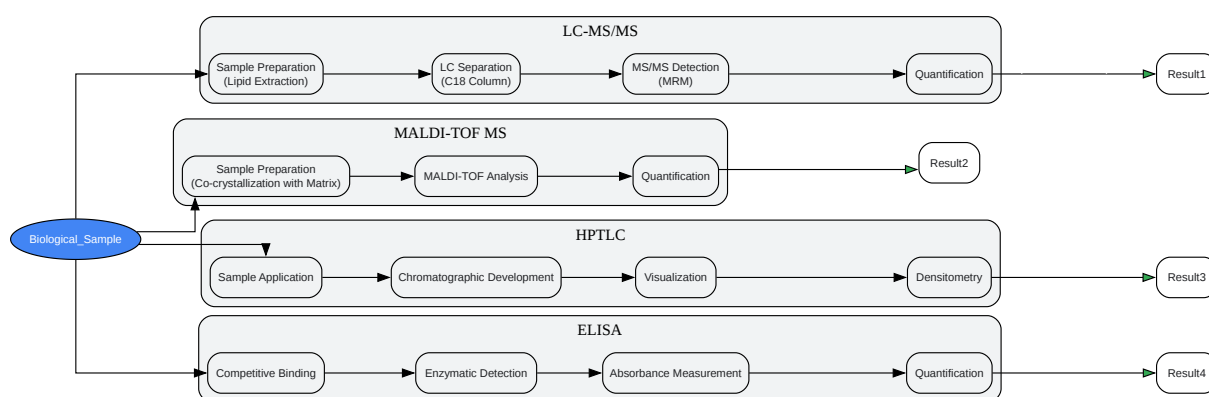 LC-MS/MS
Sample Preparation
(Lipid Extraction)
LC Separation
(C18 Column)
MS/MS Detection
(MRM)
Quantification
Result1
MALDI-TOF MS
Sample Preparation
(Co-crystallization with Matrix)
MALDI-TOF Analysis
Quantification
Result2
Biological_Sample
HPTLC
Sample Application
Chromatographic Development
Visualization
Densitometry
Result3
ELISA
Competitive Binding
Enzymatic Detection
Absorbance Measurement
Quantification
Result4